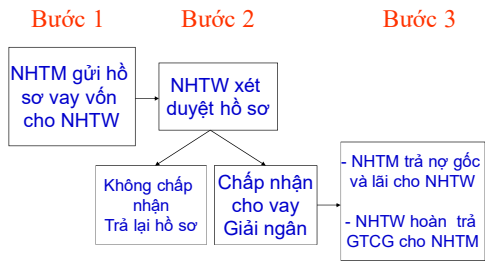 Bước 1
Bước 2
Bước 3
NHTM gửi hồ
sơ vay vốn
cho NHTW
NHTW xét
duyệt hồ sơ
Không chấp
nhận
Trả lại hồ sơ
Chấp nhận
cho vay
Giải ngân
- NHTM trả nợ gốc
và lãi cho NHTW
- NHTW hoàn trả
GTCG cho NHTM